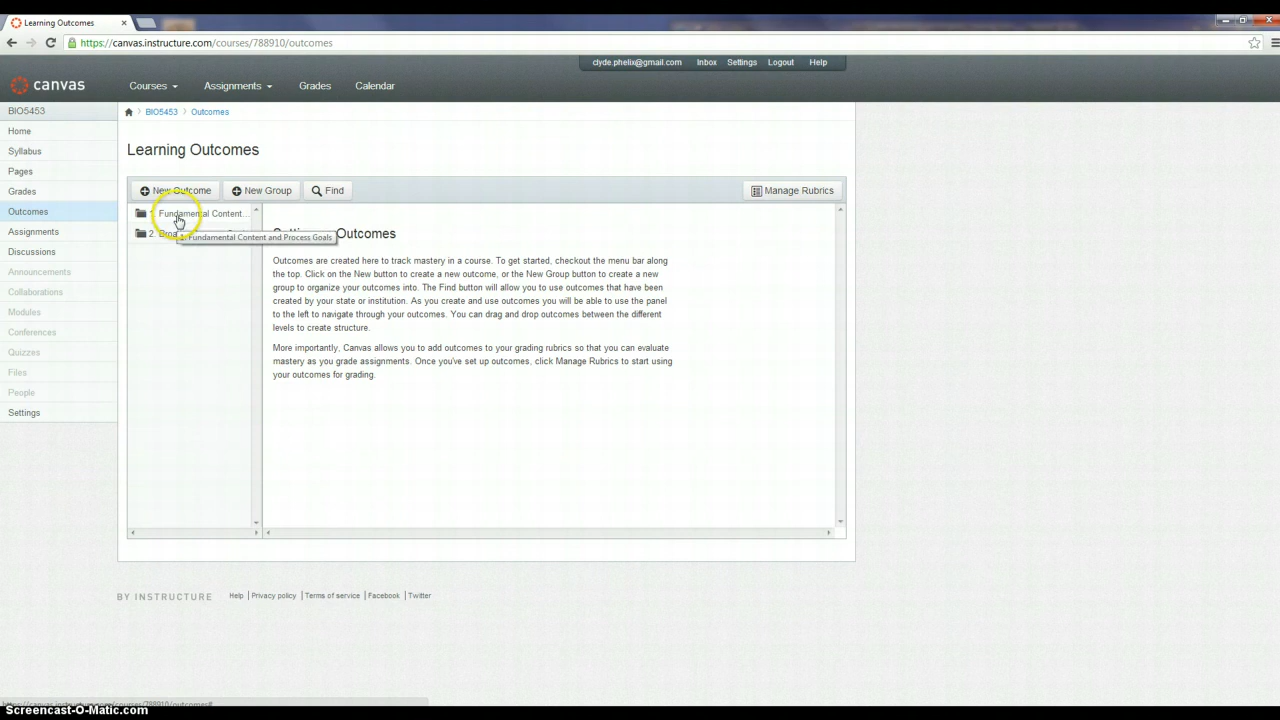 Learning Outcomes
https://canvas.instructure.com/courses/788910/outcomes
clyde.phelix@gmail.com Inbox Settings Logout Help
canvas Courses Assignments Grades Calendar
BIO5453
BIO5453 Outcomes
Home
Syllabus
Pages
Grades
Outcomes
Assignments
Discussions
Announcements
Collaborations
Modules
Conferences
Quizzes
Files
People
Settings
Learning Outcomes
New Outcome New Group Find Manage Rubrics
1. Fundamental Content...
2.
1. Fundamental Content and Process Goals
Outcomes
Outcomes are created here to track mastery in a course. To get started, checkout the menu bar along
the top. Click on the New button to create a new outcome, or the New Group button to create a new
group to organize your outcomes into. The Find button will allow you to use outcomes that have been
created by your state or institution. As you create and use outcomes you will be able to use the panel
to the left to navigate through your outcomes. You can drag and drop outcomes between the different
levels to create structure.
More importantly, Canvas allows you to add outcomes to your grading rubrics so that you can evaluate
mastery as you grade assignments. Once you've set up outcomes, click Manage Rubrics to start using
your outcomes for grading.
BY INSTRUCTURE Help Privacy policy Terms of service Facebook Twitter
https://canvas.instructure.com/courses/788910/outcomes#
Screencast-O-Matic.com